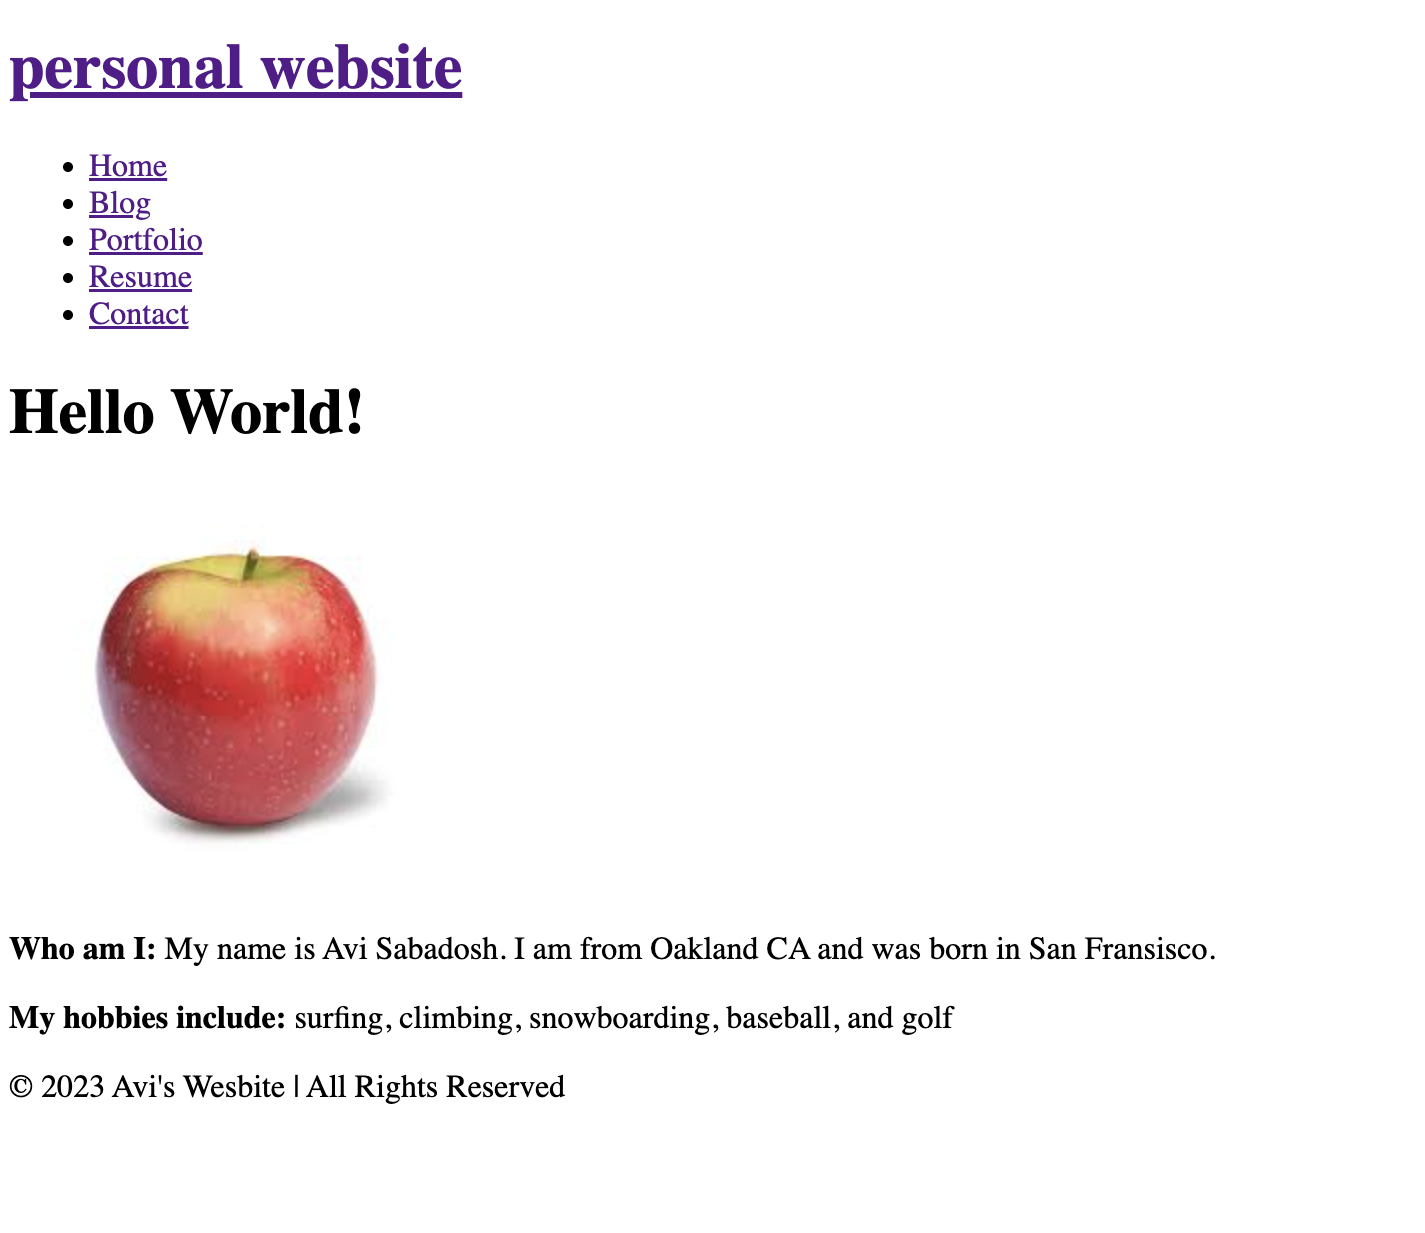 personal website
Home
Blog
Portfolio
Resume
Contact
Hello World!
Who am I: My name is Avi Sabadosh. I am from Oakland CA and was born in San Fransisco.
My hobbies include: surfing, climbing, snowboarding, baseball, and golf
© 2023 Avi's Wesbite | All Rights Reserved